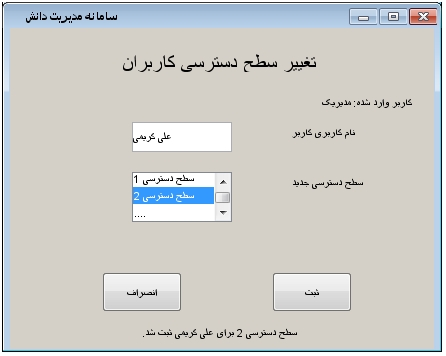 سامانه مدیریت دانش
تغییر سطح دسترسی کاربران
کاربر وارد شده: مدیریک
نام کاربری کاربر
علی کریمی
سطح دسترسی جدید
سطح دسترسی 1
سطح دسترسی 2
....
ثبت
انصراف
سطح دسترسی 2 برای علی کریمی ثبت شد.